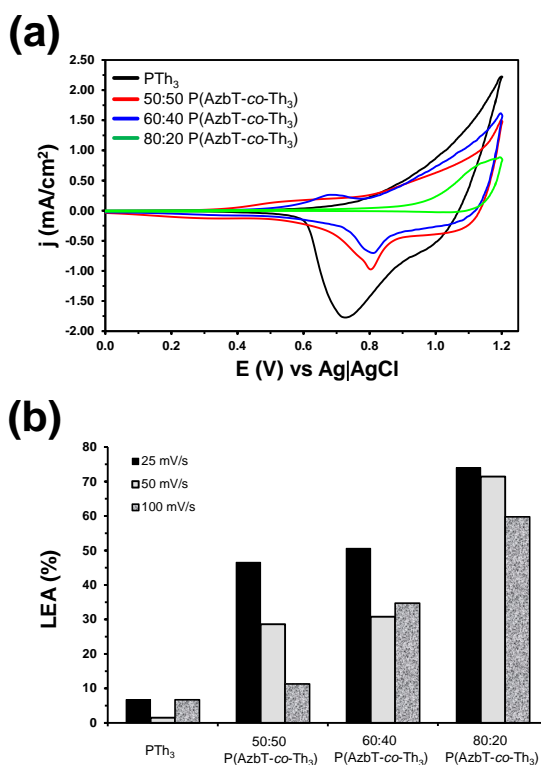 (a)
2.50
2.00
1.50
1.00
0.50
0.00
-0.50
-1.00
-1.50
-2.00
j (mA/cm²)
PTh₃
50:50 P(AzbT-co-Th₃)
60:40 P(AzbT-co-Th₃)
80:20 P(AzbT-co-Th₃)
0.0 0.2 0.4 0.6 0.8 1.0 1.2
E (V) vs Ag|AgCl
(b)
80
70
60
50
40
30
20
10
0
LEA (%)
25 mV/s
50 mV/s
100 mV/s
PTh₃
50:50
P(AzbT-co-Th₃)
60:40
P(AzbT-co-Th₃)
80:20
P(AzbT-co-Th₃)